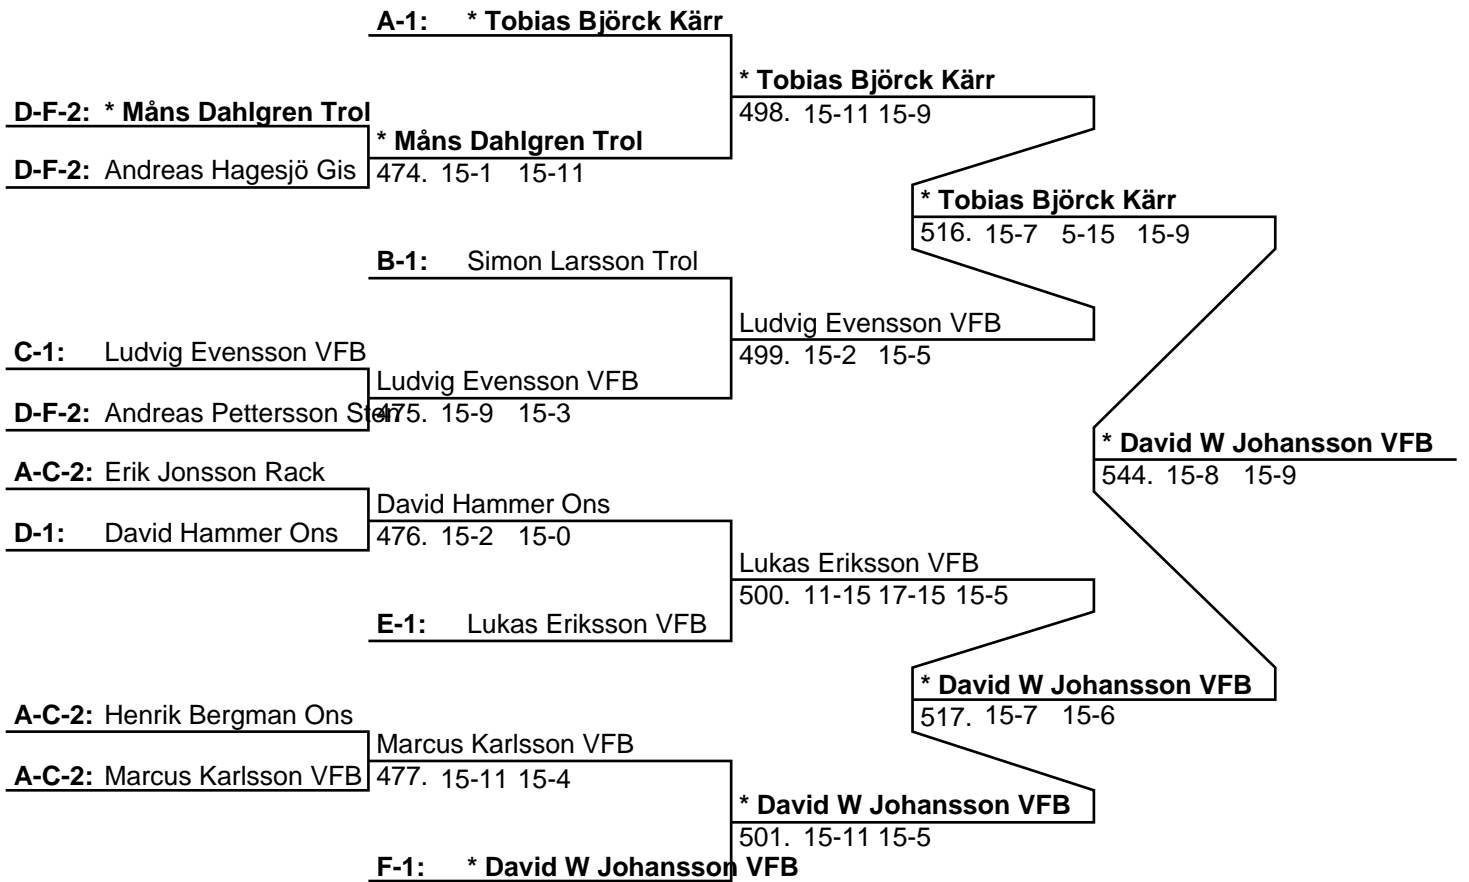 A-1: * Tobias Björck Kärr
* Tobias Björck Kärr
498. 15-11 15-9
D-F-2: * Måns Dahlgren Trol
* Måns Dahlgren Trol
D-F-2: Andreas Hagesjö Gis
474. 15-1 15-11
* Tobias Björck Kärr
516. 15-7 5-15 15-9
B-1: Simon Larsson Trol
Ludvig Evensson VFB
499. 15-2 15-5
C-1: Ludvig Evensson VFB
Ludvig Evensson VFB
D-F-2: Andreas Pettersson Sten
475. 15-9 15-3
* David W Johansson VFB
544. 15-8 15-9
A-C-2: Erik Jonsson Rack
David Hammer Ons
D-1: David Hammer Ons
476. 15-2 15-0
Lukas Eriksson VFB
500. 11-15 17-15 15-5
E-1: Lukas Eriksson VFB
* David W Johansson VFB
517. 15-7 15-6
A-C-2: Henrik Bergman Ons
Marcus Karlsson VFB
A-C-2: Marcus Karlsson VFB
477. 15-11 15-4
* David W Johansson VFB
501. 15-11 15-5
F-1: * David W Johansson VFB